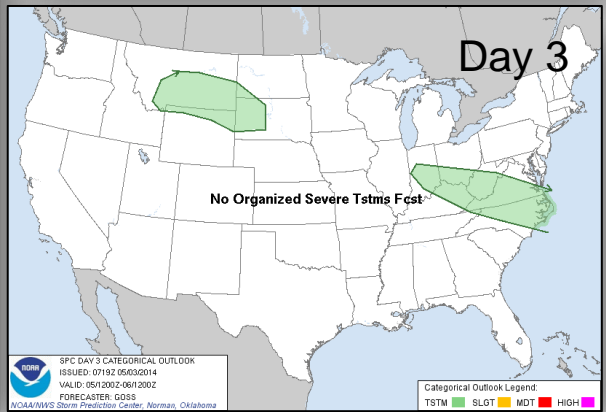 Day 3
No Organized Severe Tstms Fcst
NOAA
SPC DAY 3 CATEGORICAL OUTLOOK
ISSUED: 0719Z 05/03/2014
VALID: 05/1200Z-06/1200Z
FORECASTER: GOSS
NOAA/NWS Storm Prediction Center, Norman, Oklahoma
Categorical Outlook Legend:
TSTM SLGT MDT HIGH